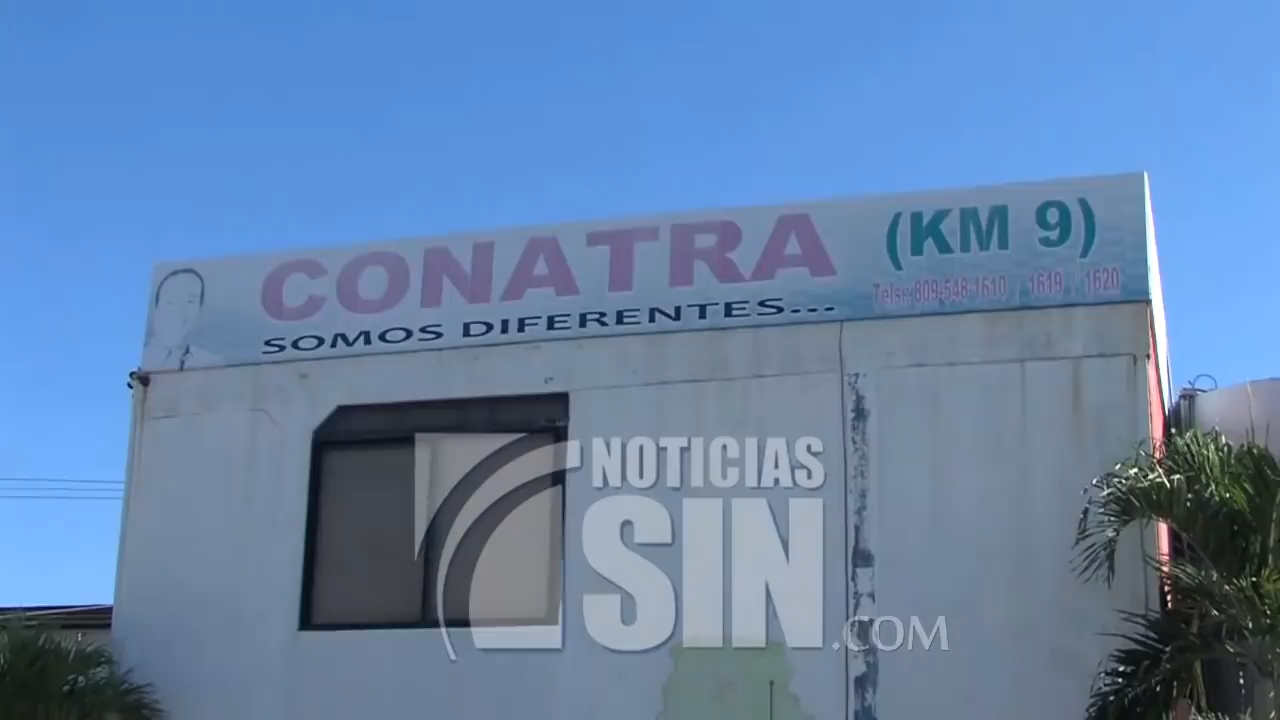 CONATRA
SOMOS DIFERENTES...
(KM 9)
Tels.: 809-548-1610 / 1619 / 1620
NOTICIAS
SIN
.COM